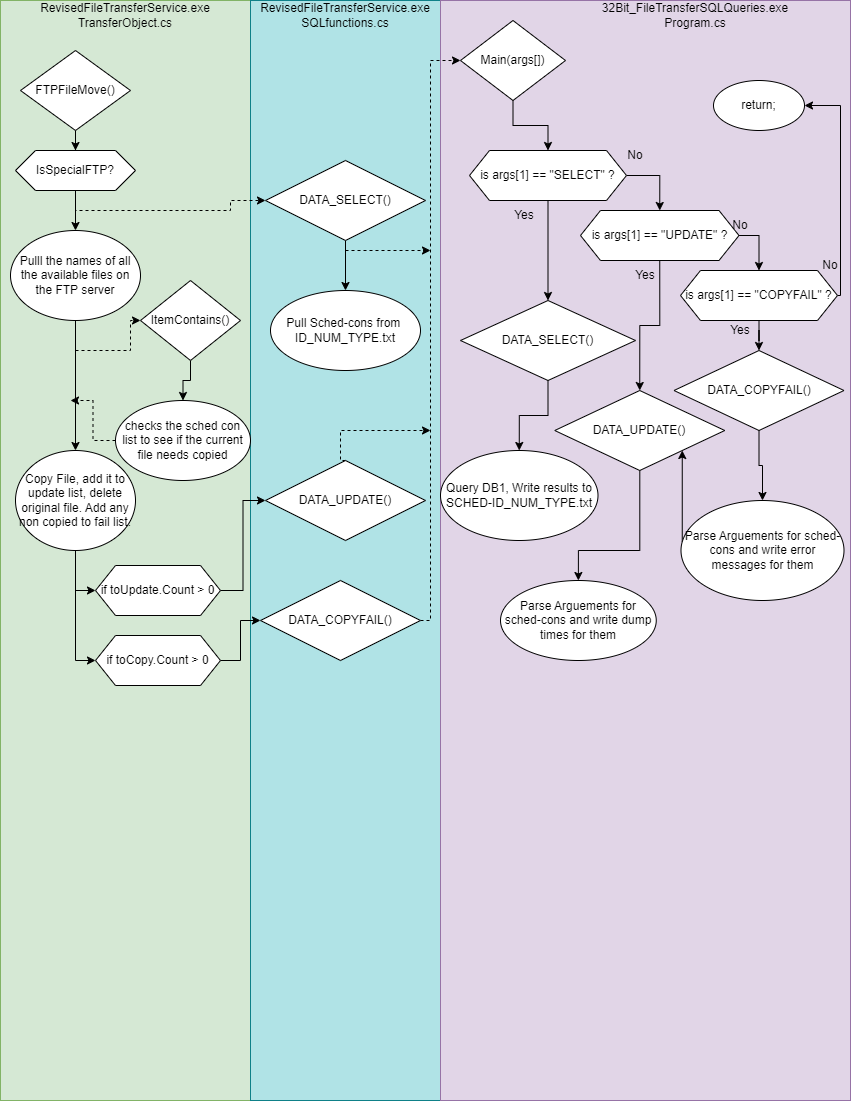 RevisedFileTransferService.exe
TransferObject.cs
FTPFileMove()
IsSpecialFTP?
Pulll the names of all
the available files on
the FTP server
ItemContains()
checks the sched con
list to see if the current
file needs copied
Copy File, add it to
update list, delete
original file. Add any
non copied to fail list.
if toUpdate.Count > 0
if toCopy.Count > 0
RevisedFileTransferService.exe
SQLfunctions.cs
DATA_SELECT()
Pull Sched-cons from
ID_NUM_TYPE.txt
DATA_UPDATE()
DATA_COPYFAIL()
32Bit_FileTransferSQLQueries.exe
Program.cs
Main(args[])
return;
is args[1] == "SELECT" ?
No
Yes
is args[1] == "UPDATE" ?
No
Yes
is args[1] == "COPYFAIL" ?
No
Yes
DATA_SELECT()
DATA_COPYFAIL()
DATA_UPDATE()
Query DB1, Write results to
SCHED-ID_NUM_TYPE.txt
Parse Arguements for sched-
cons and write error
messages for them
Parse Arguements for
sched-cons and write dump
times for them